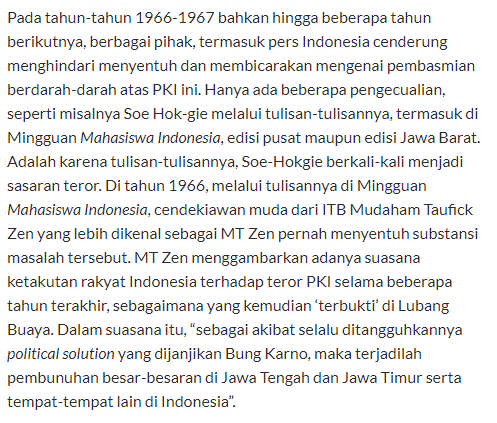 Pada tahun-tahun 1966-1967 bahkan hingga beberapa tahun
berikutnya, berbagai pihak, termasuk pers Indonesia cenderung
menghindari menyentuh dan membicarakan mengenai pembasmian
berdarah-darah atas PKI ini. Hanya ada beberapa pengecualian,
seperti misalnya Soe Hok-gie melalui tulisan-tulisannya, termasuk di
Mingguan Mahasiswa Indonesia, edisi pusat maupun edisi Jawa Barat.
Adalah karena tulisan-tulisannya, Soe-Hokgie berkali-kali menjadi
sasaran teror. Di tahun 1966, melalui tulisannya di Mingguan
Mahasiswa Indonesia, cendekiawan muda dari ITB Mudaham Taufick
Zen yang lebih dikenal sebagai MT Zen pernah menyentuh substansi
masalah tersebut. MT Zen menggambarkan adanya suasana
ketakutan rakyat Indonesia terhadap teror PKI selama beberapa
tahun terakhir, sebagaimana yang kemudian ‘terbukti’ di Lubang
Buaya. Dalam suasana itu, “sebagai akibat selalu ditangguhkannya
political solution yang dijanjikan Bung Karno, maka terjadilah
pembunuhan besar-besaran di Jawa Tengah dan Jawa Timur serta
tempat-tempat lain di Indonesia”.